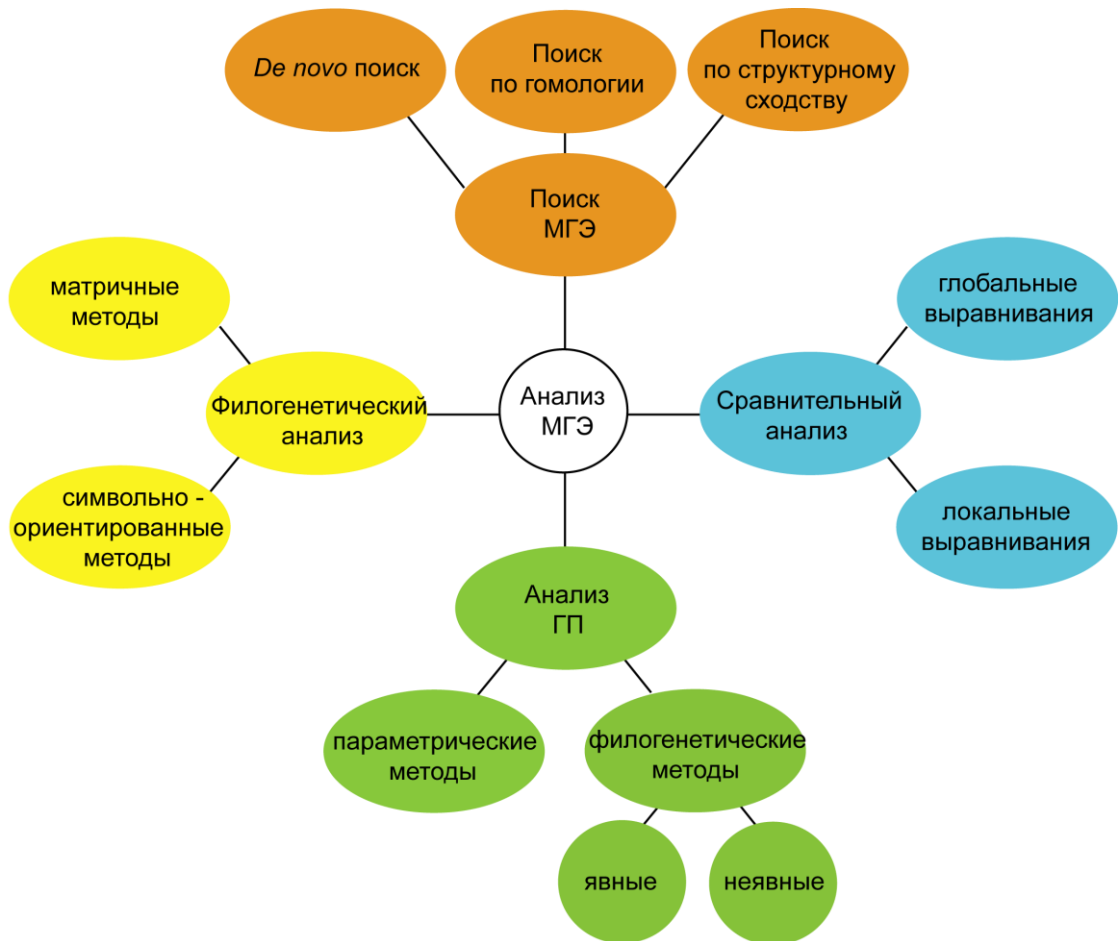 De novo поиск
Поиск
по гомологии
Поиск
по структурному
сходству
Поиск
МГЭ
матричные
методы
глобальные
выравнивания
Филогенетический
анализ
Анализ
МГЭ
Сравнительный
анализ
символьно -
ориентированные
методы
локальные
выравнивания
Анализ
ГП
параметрические
методы
филогенетические
методы
явные
неявные